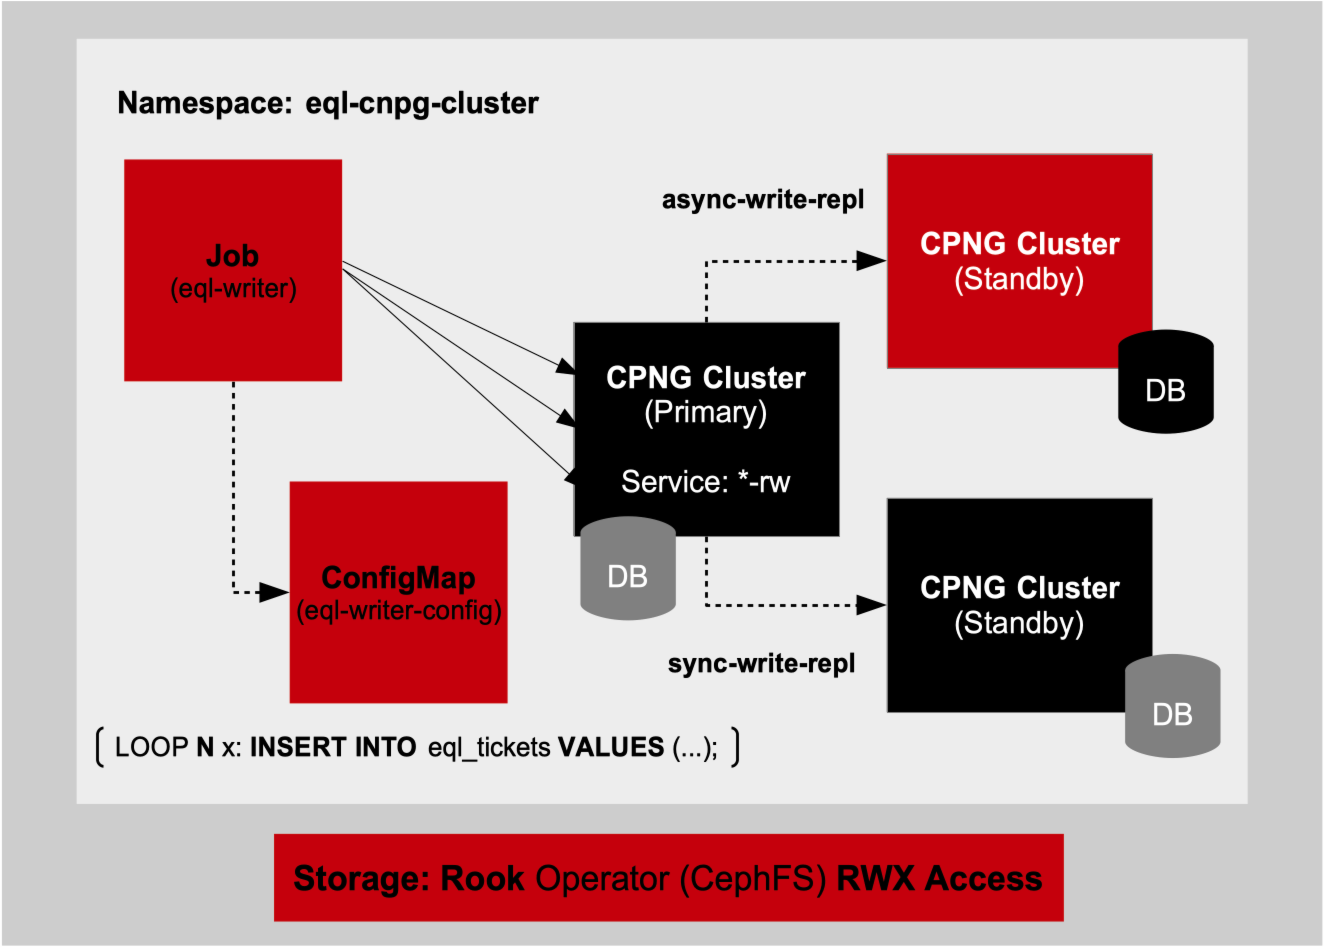 Namespace: eql-cnpg-cluster
Job
(eql-writer)
async-write-repl
CPNG Cluster
(Standby)
DB
CPNG Cluster
(Primary)
Service: *-rw
DB
ConfigMap
(eql-writer-config)
CPNG Cluster
(Standby)
sync-write-repl
DB
( LOOP N x: INSERT INTO eql_tickets VALUES (...); )
Storage: Rook Operator (CephFS) RWX Access